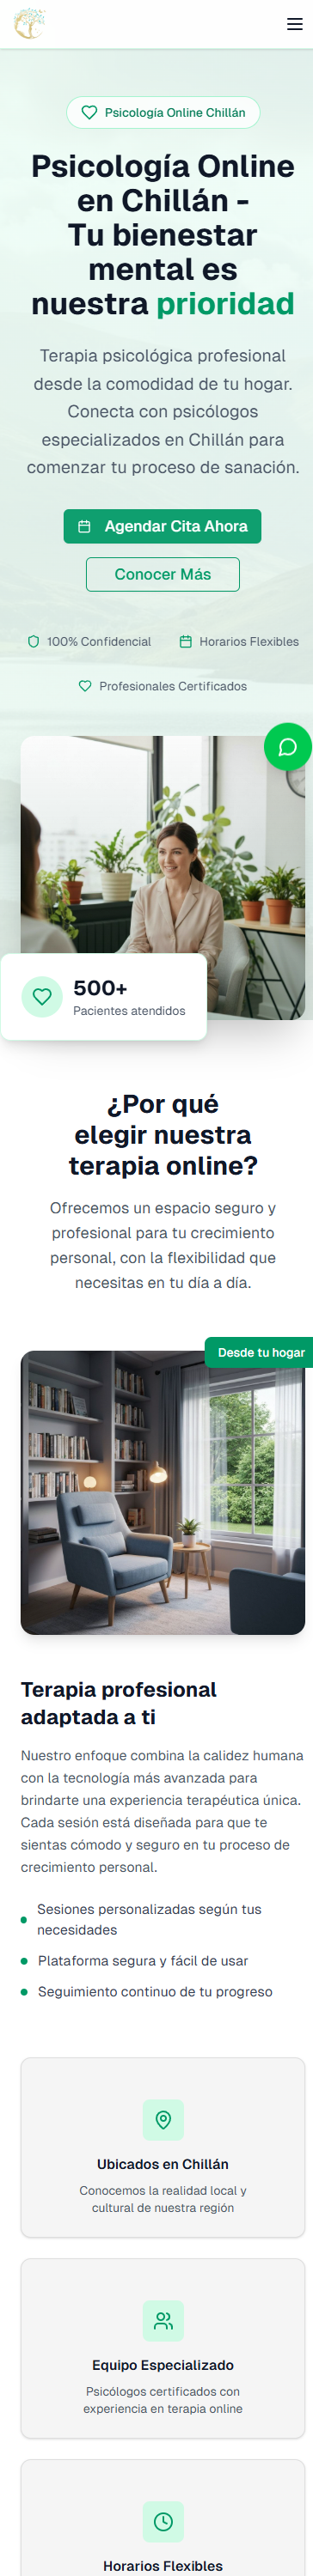 Psicología Online Chillán
Psicología Online
en Chillán -
Tu bienestar
mental es
nuestra prioridad
Terapia psicológica profesional
desde la comodidad de tu hogar.
Conecta con psicólogos
especializados en Chillán para
comenzar tu proceso de sanación.
Agendar Cita Ahora
Conocer Más
100% Confidencial
Horarios Flexibles
Profesionales Certificados
500+
Pacientes atendidos
¿Por qué
elegir nuestra
terapia online?
Ofrecemos un espacio seguro y
profesional para tu crecimiento
personal, con la flexibilidad que
necesitas en tu día a día.
Desde tu hogar
Terapia profesional
adaptada a ti
Nuestro enfoque combina la calidez humana
con la tecnología más avanzada para
brindarte una experiencia terapéutica única.
Cada sesión está diseñada para que te
sientas cómodo y seguro en tu proceso de
crecimiento personal.
Sesiones personalizadas según tus
necesidades
Plataforma segura y fácil de usar
Seguimiento continuo de tu progreso
Ubicados en Chillán
Conocemos la realidad local y
cultural de nuestra región
Equipo Especializado
Psicólogos certificados con
experiencia en terapia online
Horarios Flexibles